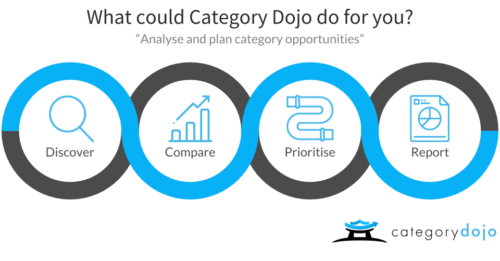 What could Category Dojo do for you?
“Analyse and plan category opportunities”
Discover
Compare
Prioritise
Report
categorydojo